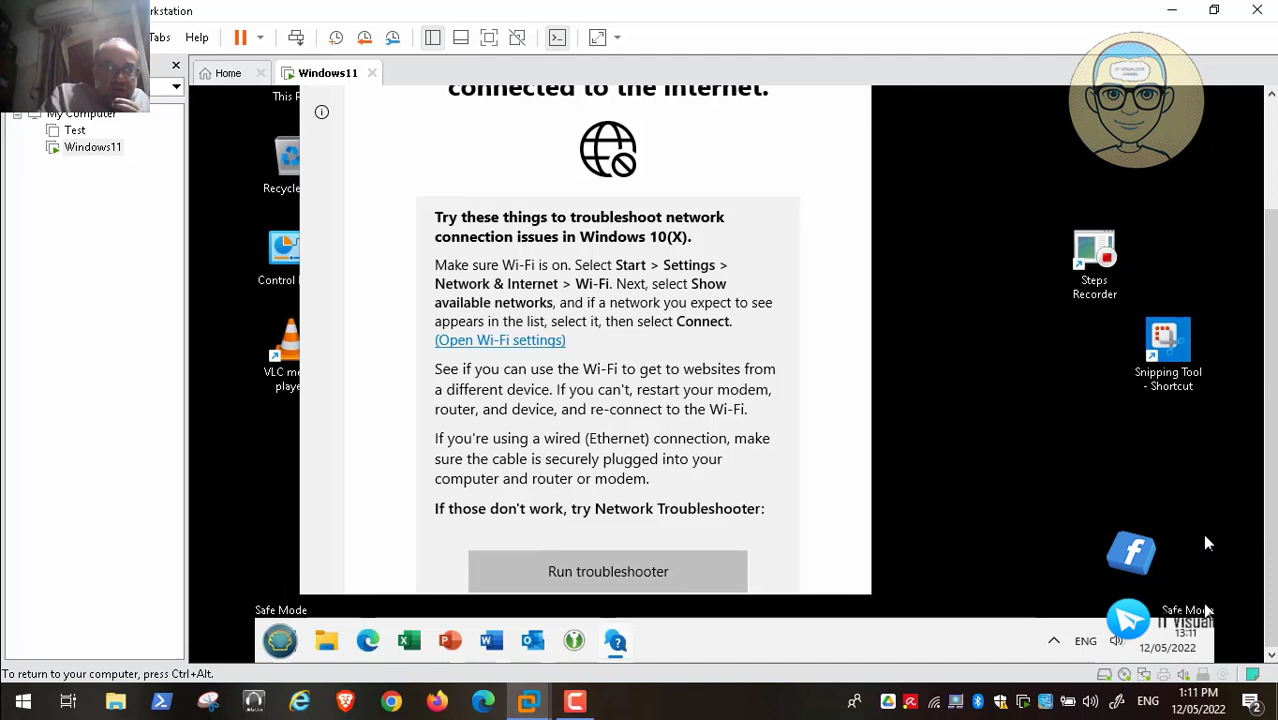 rkstation
Tabs Help
Home
Windows11
My Computer
Test
Windows11
This P
Recycle
Control
VLC me
playe
connected to the Internet.
Try these things to troubleshoot network
connection issues in Windows 10(X).
Make sure Wi-Fi is on. Select Start > Settings >
Network & Internet > Wi-Fi. Next, select Show
available networks, and if a network you expect to see
appears in the list, select it, then select Connect.
(Open Wi-Fi settings)
See if you can use the Wi-Fi to get to websites from
a different device. If you can't, restart your modem,
router, and device, and re-connect to the Wi-Fi.
If you're using a wired (Ethernet) connection, make
sure the cable is securely plugged into your
computer and router or modem.
If those don't work, try Network Troubleshooter:
Run troubleshooter
Steps
Recorder
Snipping Tool
- Shortcut
Safe Mode
Safe Mo
IT Visual
ENG
13:11
12/05/2022
To return to your computer, press Ctrl+Alt.
ENG
1:11 PM
12/05/2022
2